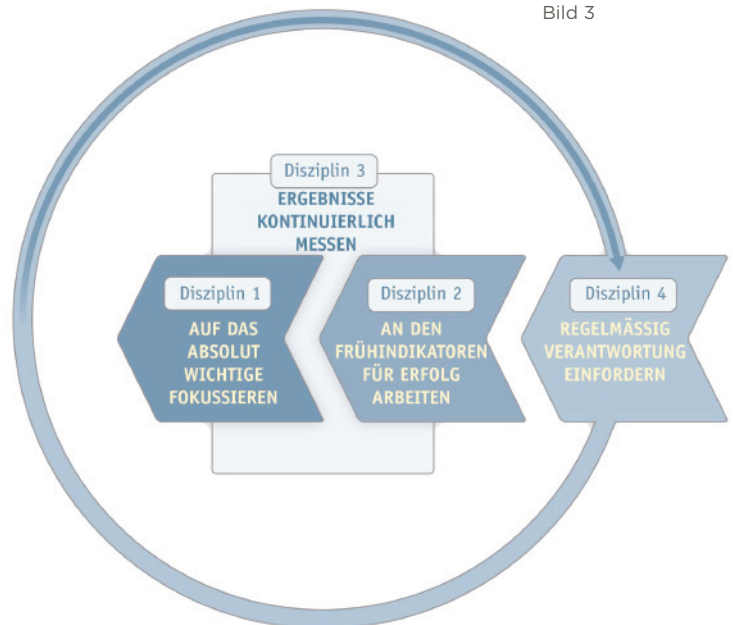 Bild 3
Disziplin 3
ERGEBNISSE
KONTINUIERLICH
MESSEN
Disziplin 1
AUF DAS
ABSOLUT
WICHTIGE
FOKUSSIEREN
Disziplin 2
AN DEN
FRÜHINDIKATOREN
FÜR ERFOLG
ARBEITEN
Disziplin 4
REGELMÄSSIG
VERANTWORTUNG
EINFORDERN